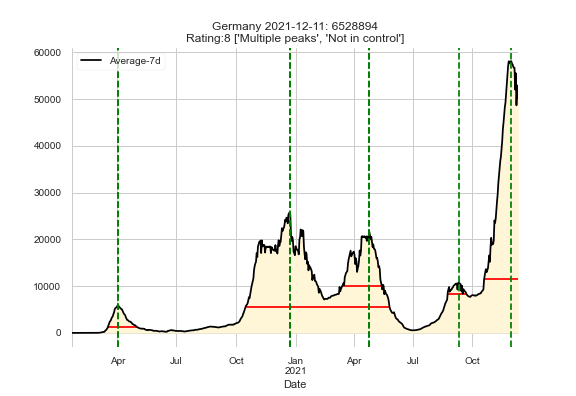 Germany 2021-12-11: 6528894
Rating:8 ['Multiple peaks', 'Not in control']
Average-7d
60000
50000
40000
30000
20000
10000
0
Apr Jul Oct Jan Apr Jul Oct
2021
Date